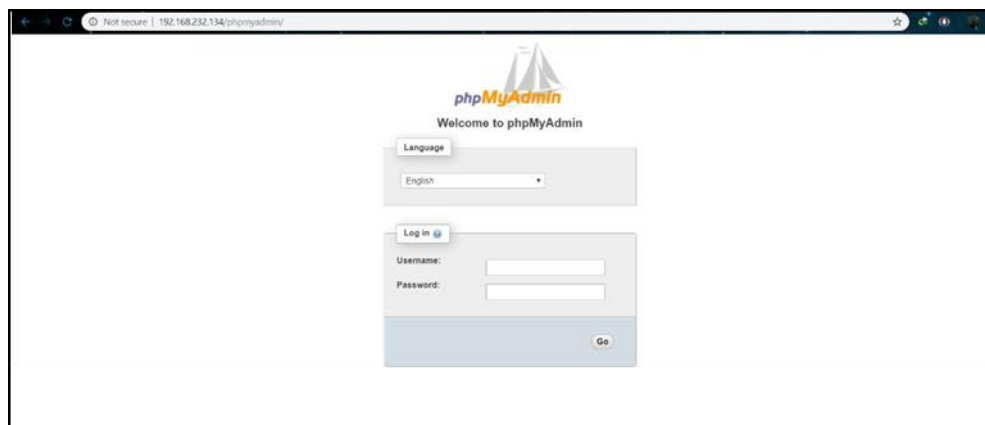 Not secure | 192.168.232.134/phpmyadmin/
phpMyAdmin
Welcome to phpMyAdmin
Language
English
Log in
Username:
Password:
Go